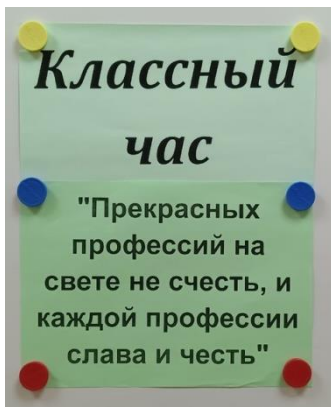 Классный
час
"Прекрасных
профессий на
свете не счесть, и
каждой профессии
слава и честь"